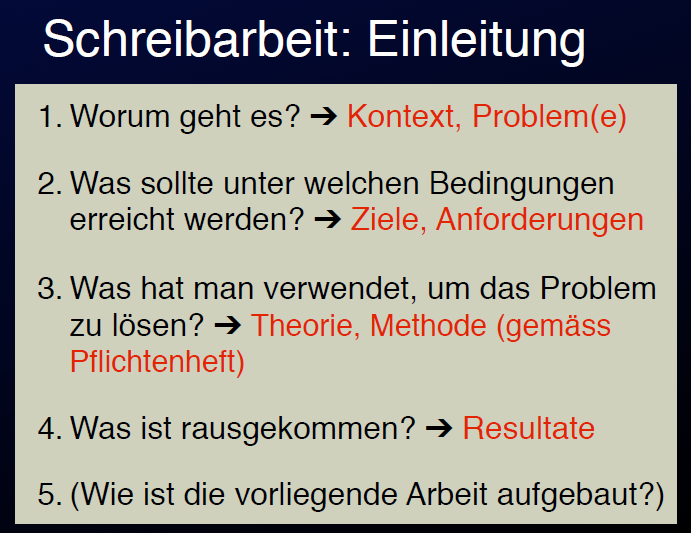 Schreibarbeit: Einleitung
1. Worum geht es? ➔ Kontext, Problem(e)
2. Was sollte unter welchen Bedingungen
erreicht werden? ➔ Ziele, Anforderungen
3. Was hat man verwendet, um das Problem
zu lösen? ➔ Theorie, Methode (gemäss
Pflichtenheft)
4. Was ist rausgekommen? ➔ Resultate
5. (Wie ist die vorliegende Arbeit aufgebaut?)